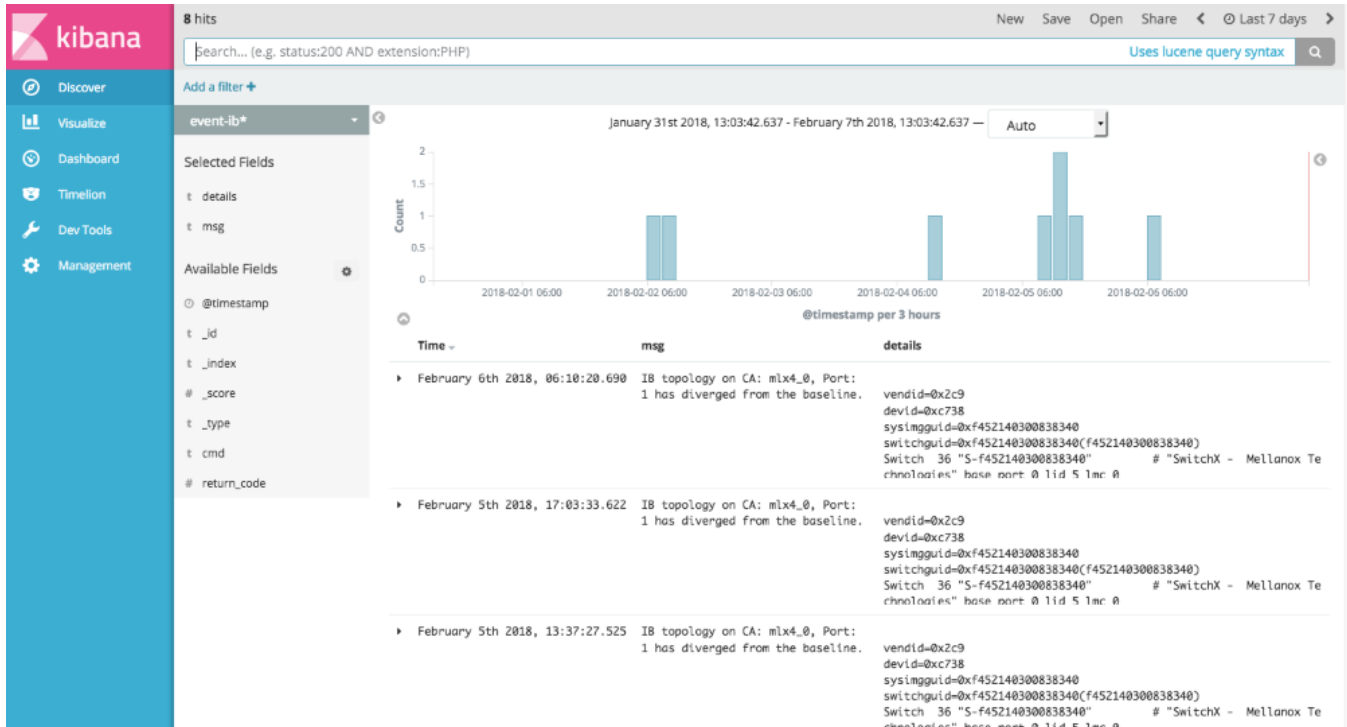 kibana
Discover
Visualize
Dashboard
Timelion
Dev Tools
Management
8 hits
New Save Open Share Last 7 days
Search... (e.g. status:200 AND extension:PHP) Uses lucene query syntax
Add a filter +
event-ib*
Selected Fields
t details
t msg
Available Fields
@timestamp
t _id
t _index
# _score
t _type
t cmd
# return_code
January 31st 2018, 13:03:42.637 - February 7th 2018, 13:03:42.637 — Auto
Count
2
1.5
1
0.5
0
2018-02-01 06:00 2018-02-02 06:00 2018-02-03 06:00 2018-02-04 06:00 2018-02-05 06:00 2018-02-06 06:00
@timestamp per 3 hours
Time msg details
February 6th 2018, 06:10:20.690 IB topology on CA: mlx4_0, Port:
1 has diverged from the baseline. vendid=0x2c9
devid=0xc738
sysimgguid=0xf452140300838340
switchguid=0xf452140300838340(f452140300838340)
Switch 36 "S-f452140300838340" # "SwitchX - Mellanox Te
chnologies" base port 0 lid 5 lmc 0
February 5th 2018, 17:03:33.622 IB topology on CA: mlx4_0, Port:
1 has diverged from the baseline. vendid=0x2c9
devid=0xc738
sysimgguid=0xf452140300838340
switchguid=0xf452140300838340(f452140300838340)
Switch 36 "S-f452140300838340" # "SwitchX - Mellanox Te
chnologies" base port 0 lid 5 lmc 0
February 5th 2018, 13:37:27.525 IB topology on CA: mlx4_0, Port:
1 has diverged from the baseline. vendid=0x2c9
devid=0xc738
sysimgguid=0xf452140300838340
switchguid=0xf452140300838340(f452140300838340)
Switch 36 "S-f452140300838340" # "SwitchX - Mellanox Te
chnologies" base port 0 lid 5 lmc 0